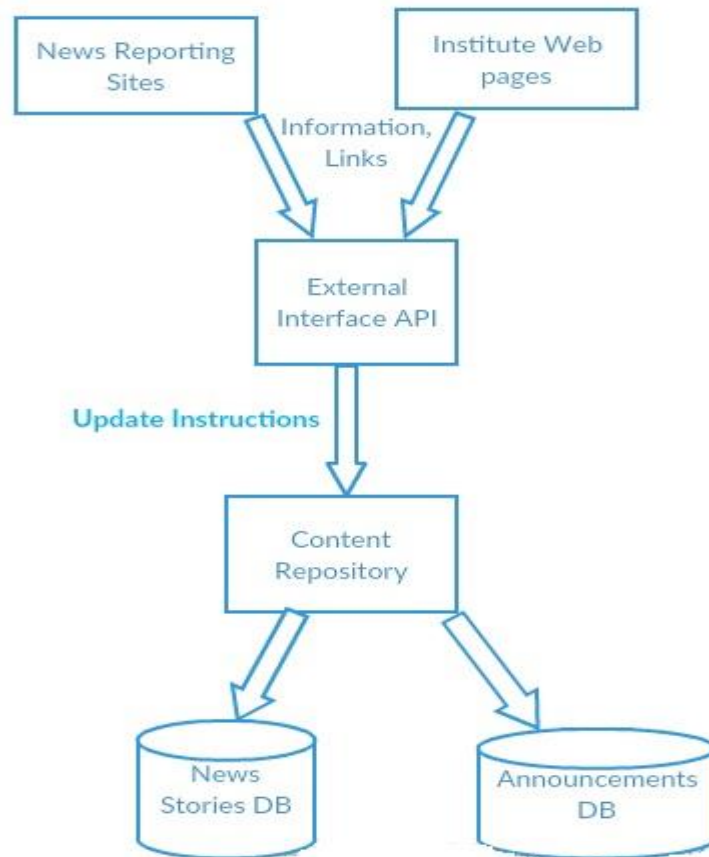 News Reporting
Sites
Institute Web
pages
Information,
Links
External
Interface API
Update Instructions
Content
Repository
News
Stories DB
Announcements
DB